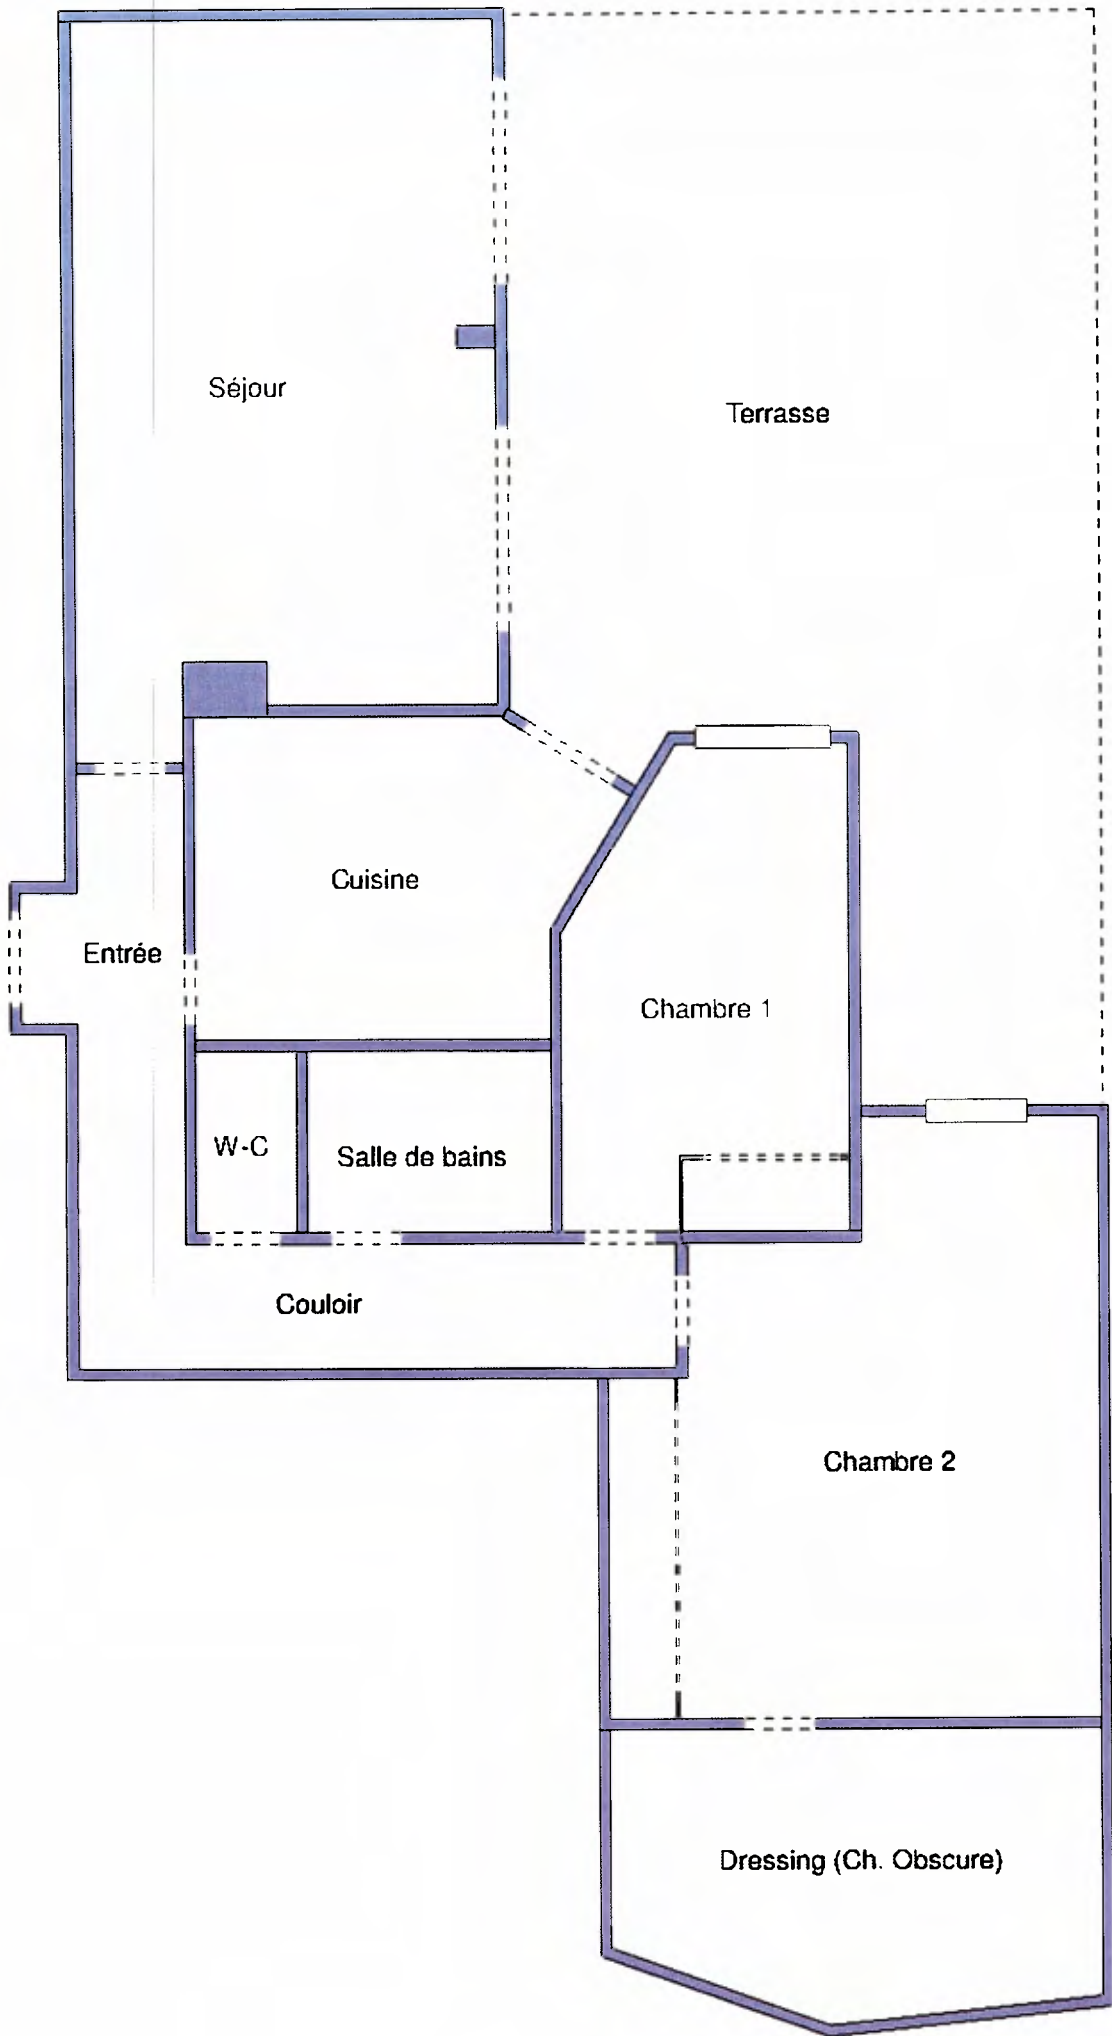 Séjour
Terrasse
Cuisine
Entrée
Chambre 1
W-C
Salle de bains
Couloir
Chambre 2
Dressing (Ch. Obscure)